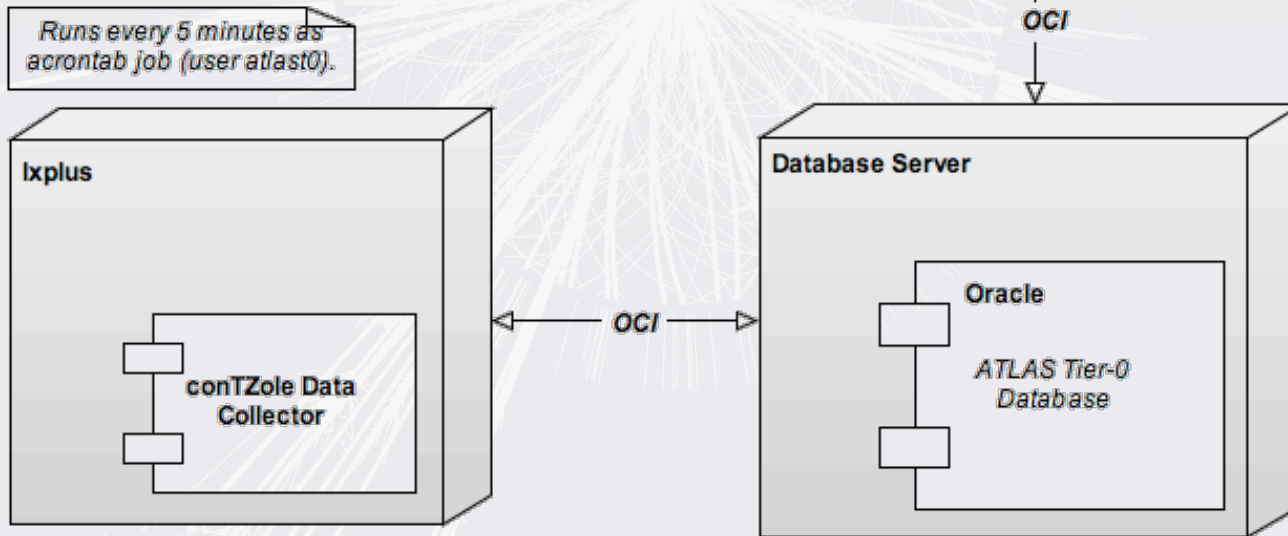 Runs every 5 minutes as
acrontab job (user atlast0).
OCI
lxplus
Database Server
conTZole Data
Collector
OCI
Oracle
ATLAS Tier-0
Database